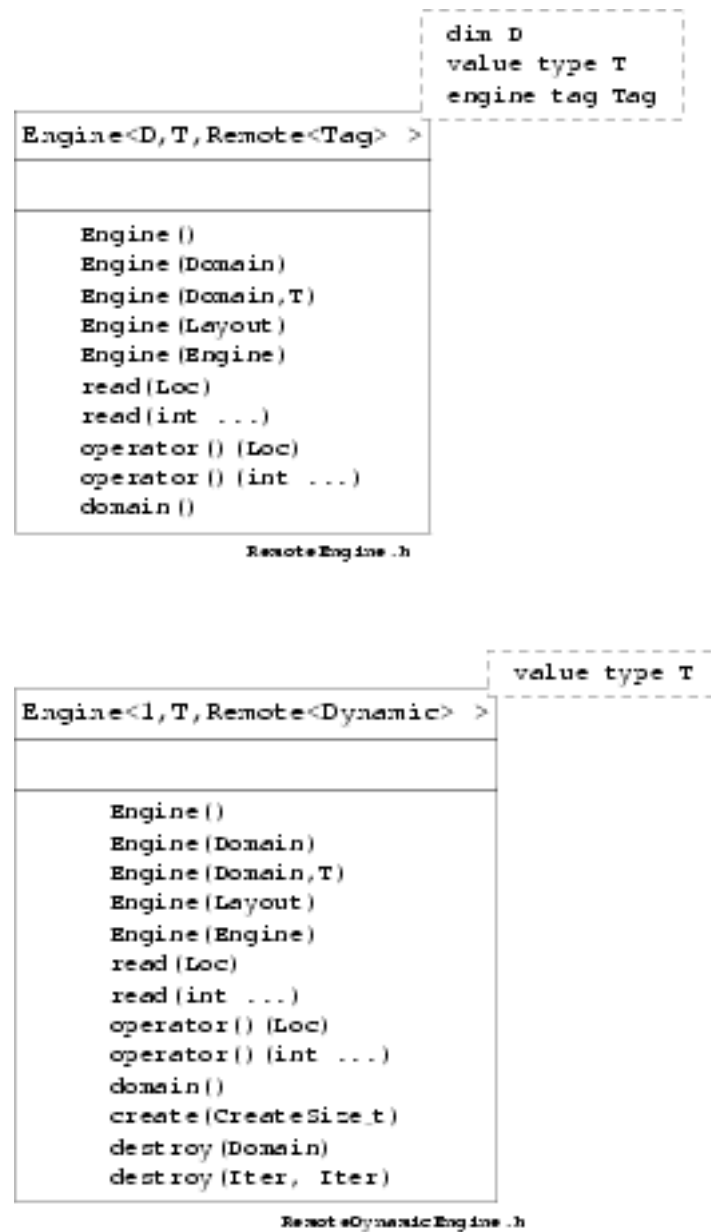 dim D
value type T
engine tag Tag
Engine<D,T,Remote<Tag> >
Engine()
Engine(Domain)
Engine(Domain,T)
Engine(Layout)
Engine(Engine)
read(Loc)
read(int ...)
operator()(Loc)
operator()(int ...)
domain()
RemoteEngine.h
value type T
Engine<1,T,Remote<Dynamic> >
Engine()
Engine(Domain)
Engine(Domain,T)
Engine(Layout)
Engine(Engine)
read(Loc)
read(int ...)
operator()(Loc)
operator()(int ...)
domain()
create(CreateSize_t)
destroy(Domain)
destroy(Iter, Iter)
RemoteDynamicEngine.h